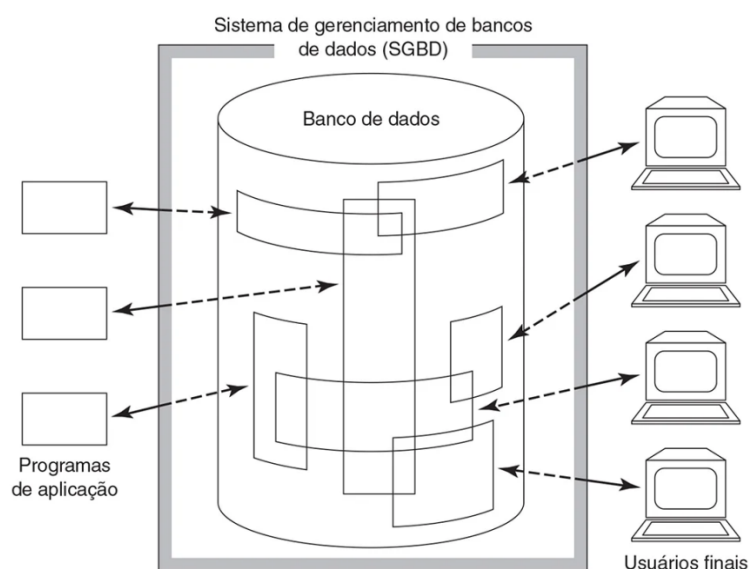 Sistema de gerenciamento de bancos
de dados (SGBD)
Banco de dados
Programas
de aplicação
Usuários finais